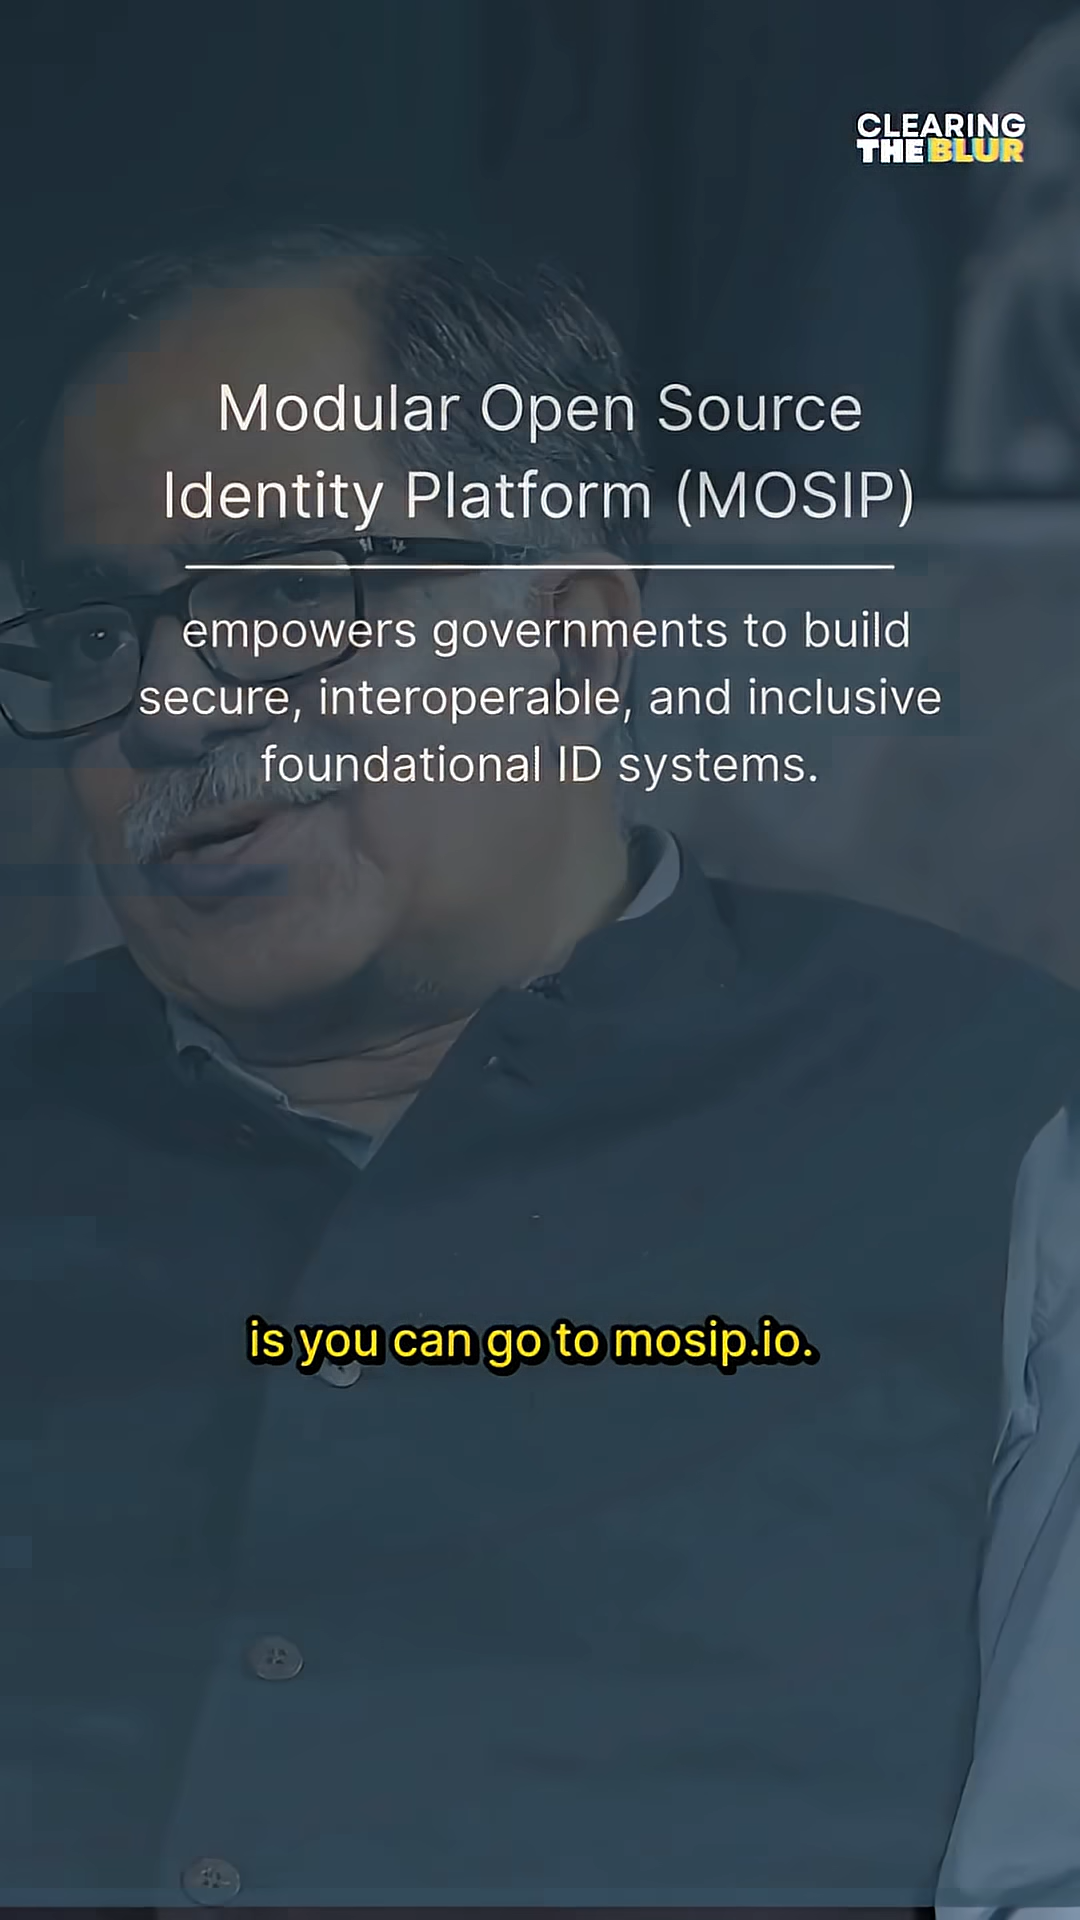 CLEARING
THE BLUR
Modular Open Source
Identity Platform (MOSIP)
empowers governments to build
secure, interoperable, and inclusive
foundational ID systems.
is you can go to mosip.io.